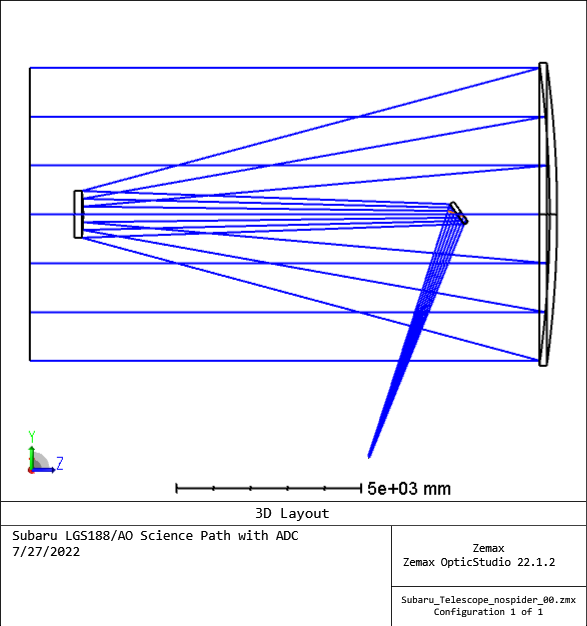 Y
Z
5e+03 mm
3D Layout
Subaru LGS188/AO Science Path with ADC
7/27/2022
Zemax
Zemax OpticStudio 22.1.2
Subaru_Telescope_nospider_00.zmx
Configuration 1 of 1